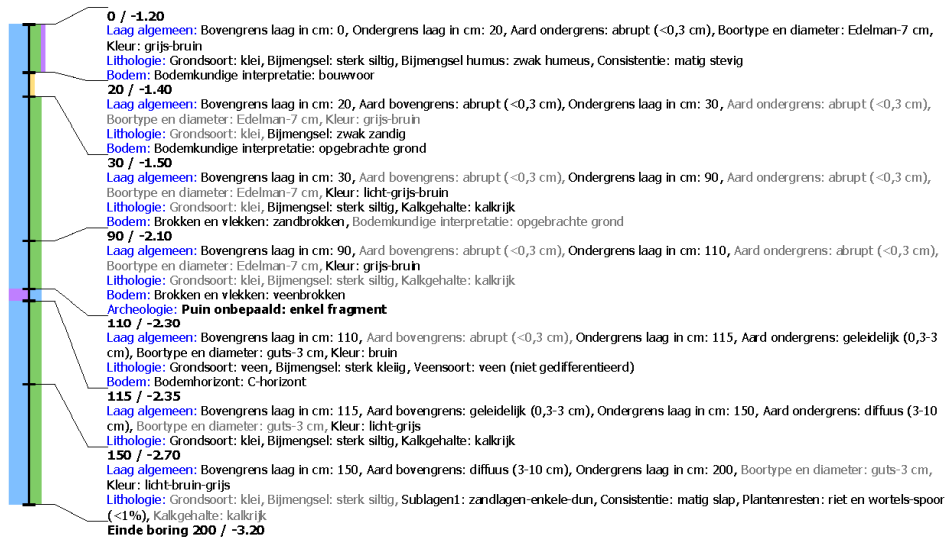 0 / -1.20
Laag algemeen: Bovengrens laag in cm: 0, Ondergrens laag in cm: 20, Aard ondergrens: abrupt (<0,3 cm), Boortype en diameter: Edelman-7 cm,
Kleur: grijs-bruin
Lithologie: Grondsoort: klei, Bijmengsel: sterk siltig, Bijmengsel humus: zwak humeus, Consistentie: matig stevig
Bodem: Bodemkundige interpretatie: bouwvoor
20 / -1.40
Laag algemeen: Bovengrens laag in cm: 20, Aard bovengrens: abrupt (<0,3 cm), Ondergrens laag in cm: 30, Aard ondergrens: abrupt (<0,3 cm),
Boortype en diameter: Edelman-7 cm, Kleur: grijs-bruin
Lithologie: Grondsoort: klei, Bijmengsel: zwak zandig
Bodem: Bodemkundige interpretatie: opgebrachte grond
30 / -1.50
Laag algemeen: Bovengrens laag in cm: 30, Aard bovengrens: abrupt (<0,3 cm), Ondergrens laag in cm: 90, Aard ondergrens: abrupt (<0,3 cm),
Boortype en diameter: Edelman-7 cm, Kleur: licht-grijs-bruin
Lithologie: Grondsoort: klei, Bijmengsel: sterk siltig, Kalkgehalte: kalkrijk
Bodem: Brokken en vlekken: zandbrokken, Bodemkundige interpretatie: opgebrachte grond
90 / -2.10
Laag algemeen: Bovengrens laag in cm: 90, Aard bovengrens: abrupt (<0,3 cm), Ondergrens laag in cm: 110, Aard ondergrens: abrupt (<0,3 cm),
Boortype en diameter: Edelman-7 cm, Kleur: grijs-bruin
Lithologie: Grondsoort: klei, Bijmengsel: sterk siltig, Kalkgehalte: kalkrijk
Bodem: Brokken en vlekken: veenbrokken
Archeologie: Puin onbepaald: enkel fragment
110 / -2.30
Laag algemeen: Bovengrens laag in cm: 110, Aard bovengrens: abrupt (<0,3 cm), Ondergrens laag in cm: 115, Aard ondergrens: geleidelijk (0,3-3
cm), Boortype en diameter: guts-3 cm, Kleur: bruin
Lithologie: Grondsoort: veen, Bijmengsel: sterk kleiig, Veensoort: veen (niet gedifferentieerd)
Bodem: Bodemhorizont: C-horizont
115 / -2.35
Laag algemeen: Bovengrens laag in cm: 115, Aard bovengrens: geleidelijk (0,3-3 cm), Ondergrens laag in cm: 150, Aard ondergrens: diffuus (3-10
cm), Boortype en diameter: guts-3 cm, Kleur: licht-grijs
Lithologie: Grondsoort: klei, Bijmengsel: sterk siltig, Kalkgehalte: kalkrijk
150 / -2.70
Laag algemeen: Bovengrens laag in cm: 150, Aard bovengrens: diffuus (3-10 cm), Ondergrens laag in cm: 200, Boortype en diameter: guts-3 cm,
Kleur: licht-bruin-grijs
Lithologie: Grondsoort: klei, Bijmengsel: sterk siltig, Sublagen1: zandlagen-enkele-dun, Consistentie: matig slap, Plantenresten: riet en wortels-spoor
(<1%), Kalkgehalte: kalkrijk
Einde boring 200 / -3.20